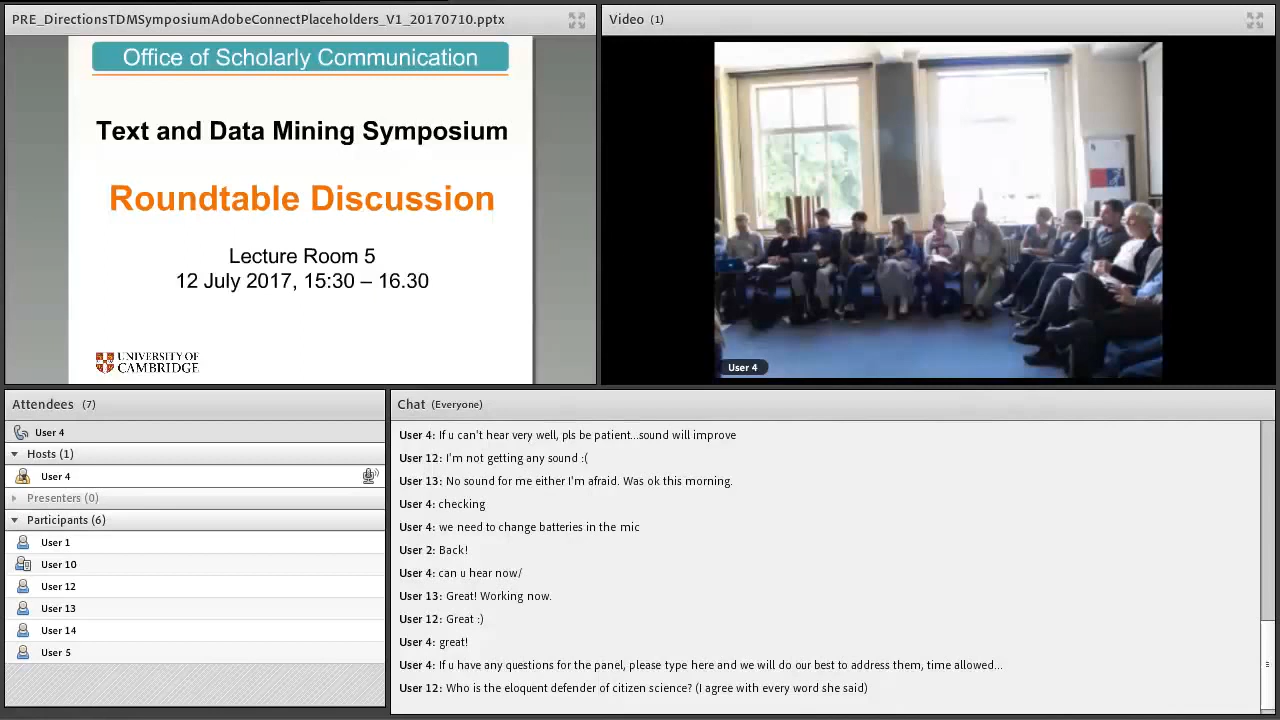 PRE_DirectionsTDMSymposiumAdobeConnectPlaceholders_V1_20170710.pptx
Office of Scholarly Communication
Text and Data Mining Symposium
Roundtable Discussion
Lecture Room 5
12 July 2017, 15:30 – 16.30
UNIVERSITY OF
CAMBRIDGE
Video (1)
User 4
Attendees (7)
User 4
Hosts (1)
User 4
Presenters (0)
Participants (6)
User 1
User 10
User 12
User 13
User 14
User 5
Chat (Everyone)
User 4: If u can't hear very well, pls be patient...sound will improve
User 12: I'm not getting any sound :(
User 13: No sound for me either I'm afraid. Was ok this morning.
User 4: checking
User 4: we need to change batteries in the mic
User 2: Back!
User 4: can u hear now/
User 13: Great! Working now.
User 12: Great :)
User 4: great!
User 4: If u have any questions for the panel, please type here and we will do our best to address them, time allowed...
User 12: Who is the eloquent defender of citizen science? (I agree with every word she said)